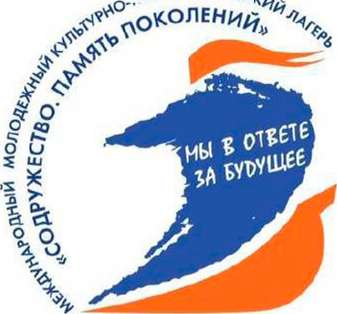 МЕЖДУНАРОДНЫЙ МОЛОДЕЖНЫЙ КУЛЬТУРНО- ЛАГЕРЬ
«СОДРУЖЕСТВО. ПАМЯТЬ ПОКОЛЕНИЙ»
МЫ В ОТВЕТЕ
ЗА БУДУЩЕЕ